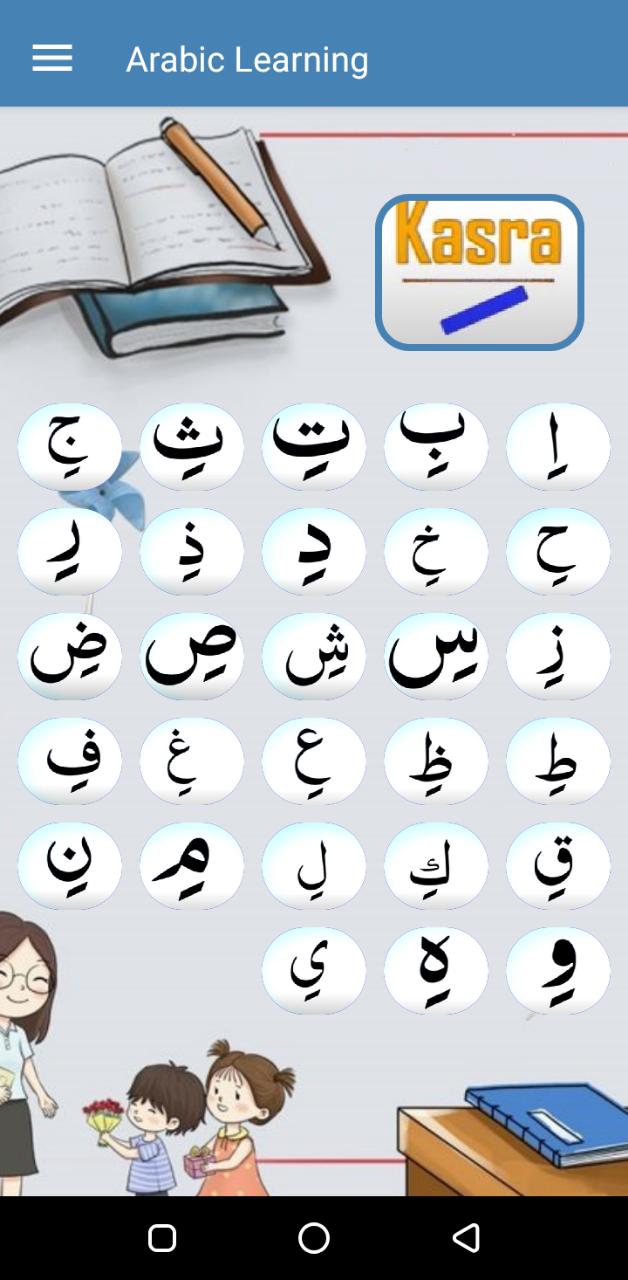 Arabic Learning
Kasra
اِ بِ تِ ثِ جِ
حِ خِ دِ ذِ رِ
زِ سِ شِ صِ ضِ
طِ ظِ عِ غِ فِ
قِ كِ لِ مِ نِ
وِ هِ يِ